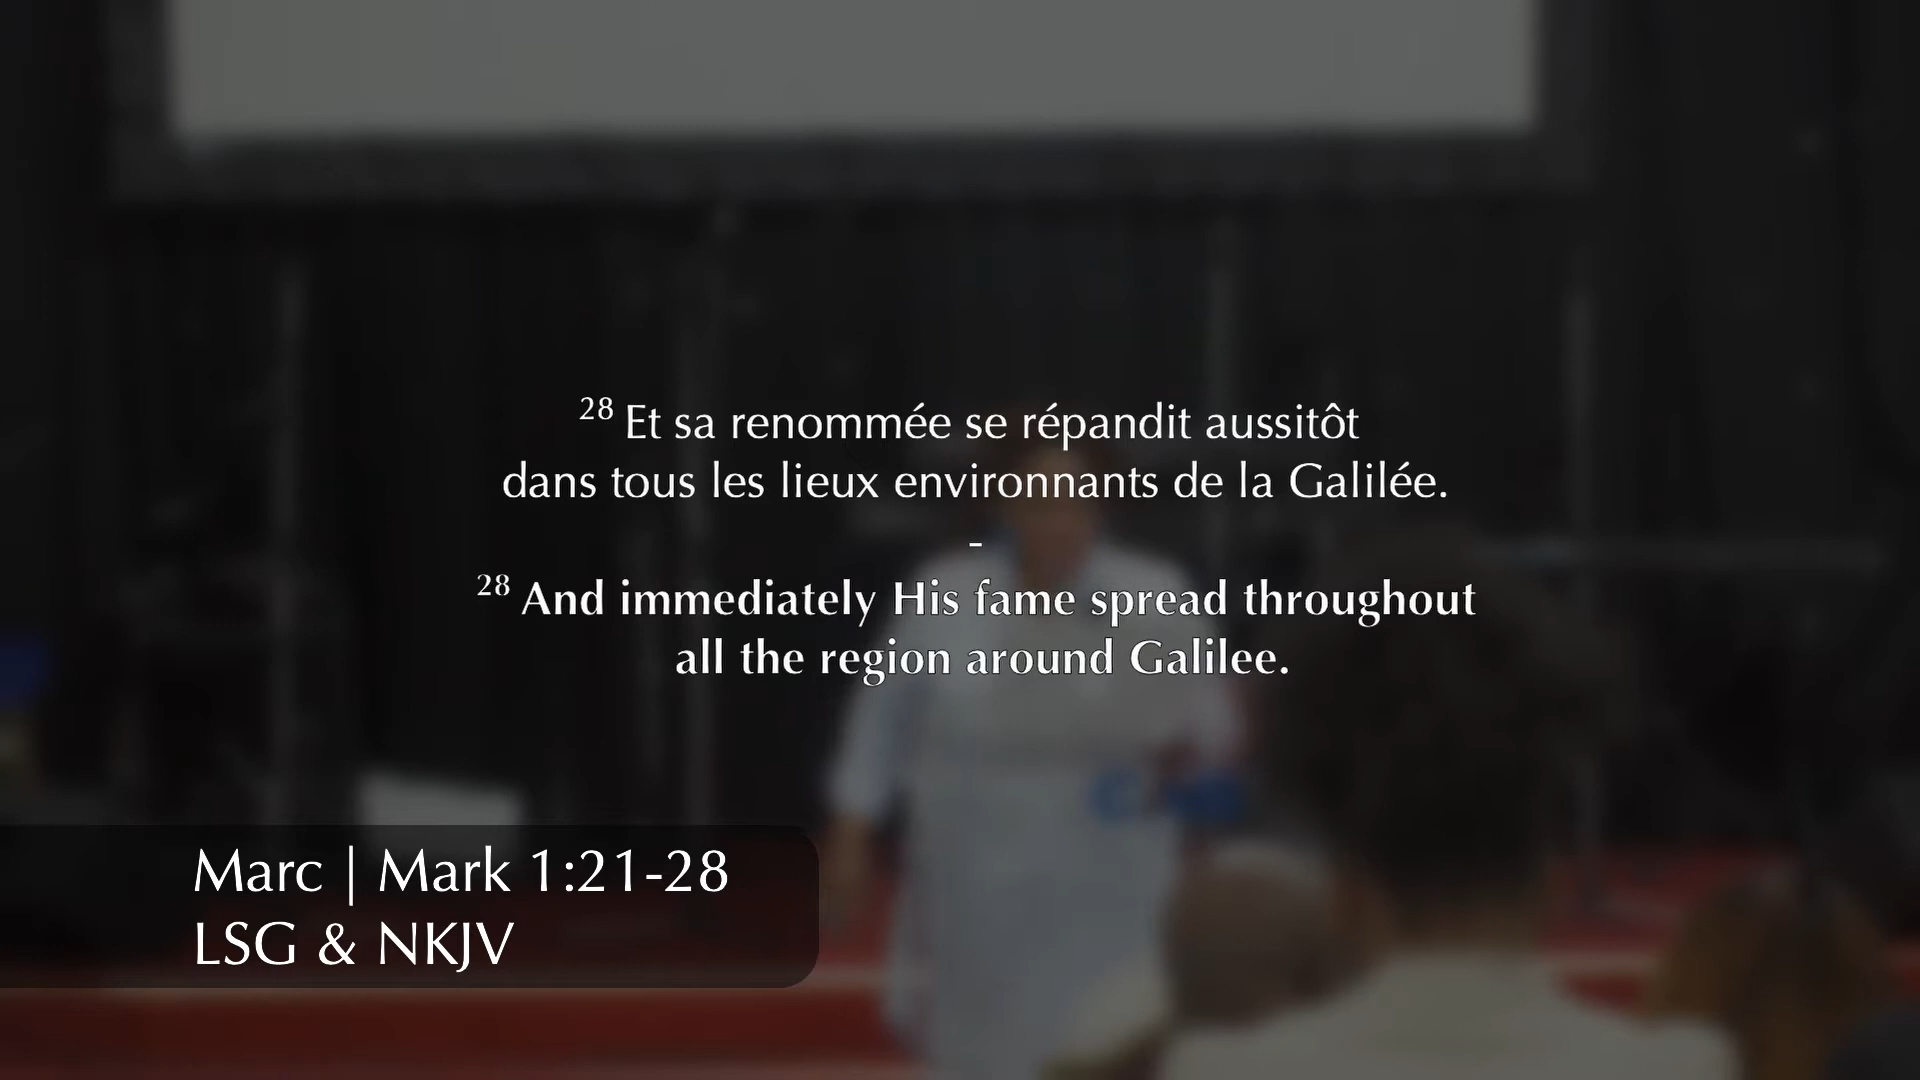 28 Et sa renommée se répandit aussitôt
dans tous les lieux environnants de la Galilée.
-
28 And immediately His fame spread throughout
all the region around Galilee.
Marc | Mark 1:21-28
LSG & NKJV